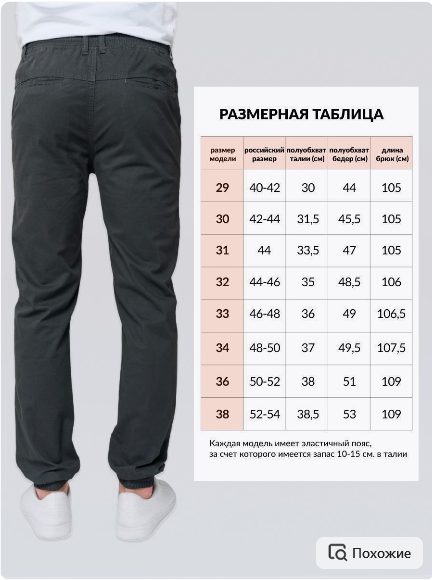 РАЗМЕРНАЯ ТАБЛИЦА
размер модели российский размер полуобхват талии (см) полуобхват бедер (см) длина брюк (см)
29 40-42 30 44 105
30 42-44 31,5 45,5 105
31 44 33,5 47 105
32 44-46 35 48,5 106
33 46-48 36 49 106,5
34 48-50 37 49,5 107,5
36 50-52 38 51 109
38 52-54 38,5 53 109
Каждая модель имеет эластичный пояс,
за счет которого имеется запас 10-15 см. в талии
Похожие